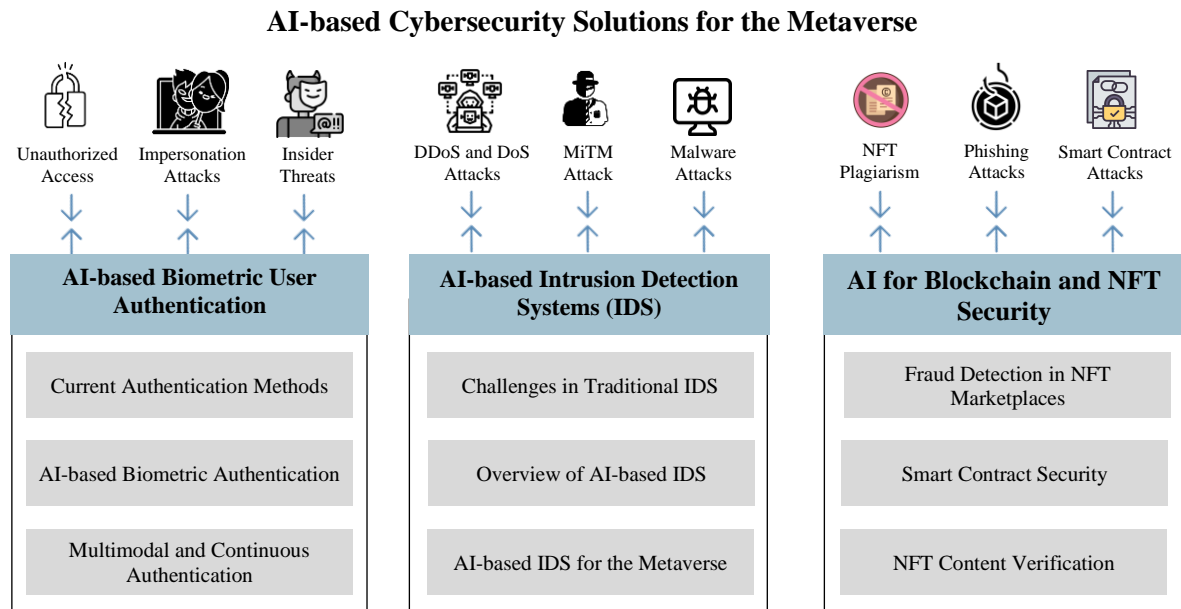 AI-based Cybersecurity Solutions for the Metaverse
@!!
Unauthorized
Access
Impersonation
Attacks
Insider
Threats
DDoS and DoS
Attacks
MiTM
Attack
Malware
Attacks
NFT
Plagiarism
Phishing
Attacks
Smart Contract
Attacks
AI-based Biometric User
Authentication
Current Authentication Methods
AI-based Biometric Authentication
Multimodal and Continuous
Authentication
AI-based Intrusion Detection
Systems (IDS)
Challenges in Traditional IDS
Overview of AI-based IDS
AI-based IDS for the Metaverse
AI for Blockchain and NFT
Security
Fraud Detection in NFT
Marketplaces
Smart Contract Security
NFT Content Verification